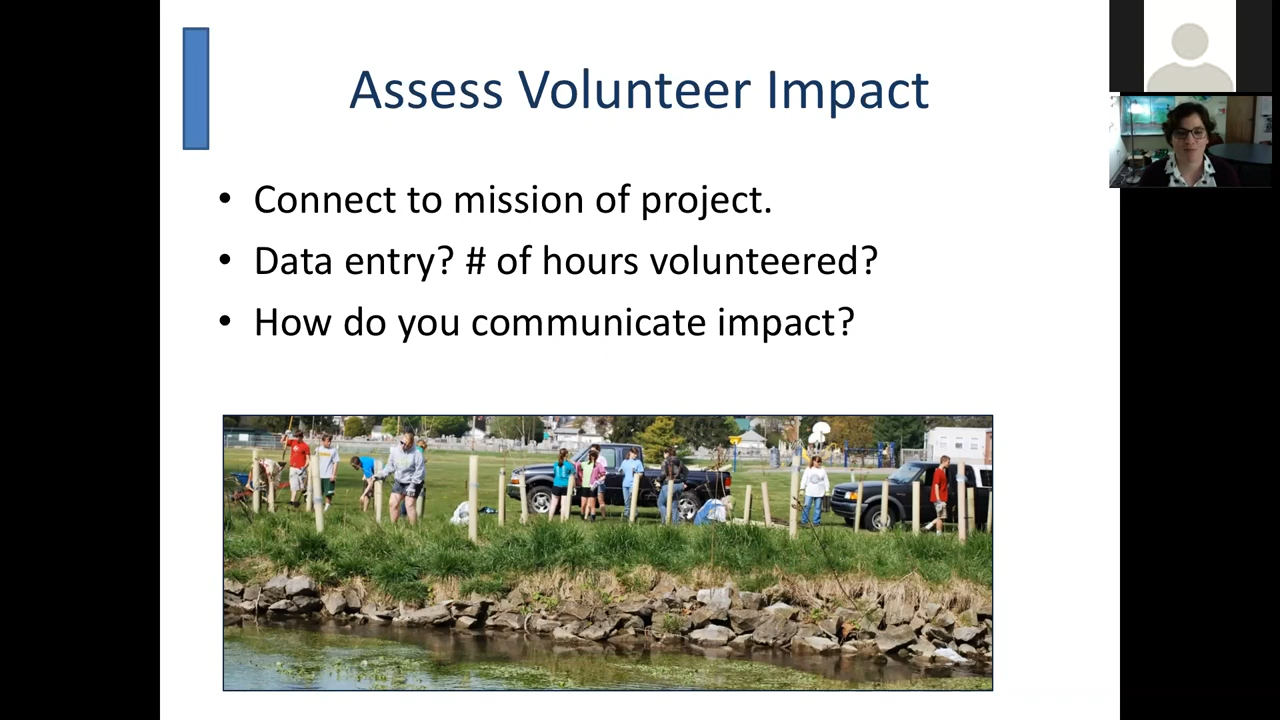 Assess Volunteer Impact
• Connect to mission of project.
• Data entry? # of hours volunteered?
• How do you communicate impact?